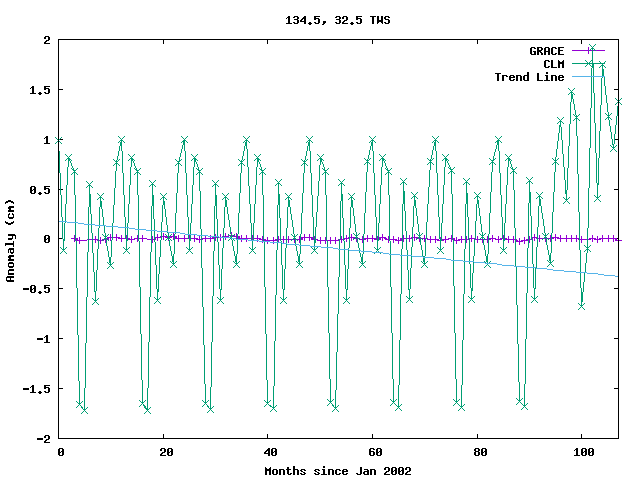 134.5, 32.5 TWS
GRACE
CLM
Trend Line
2
1.5
1
0.5
0
-0.5
-1
-1.5
-2
Anomaly (cm)
0 20 40 60 80 100
Months since Jan 2002